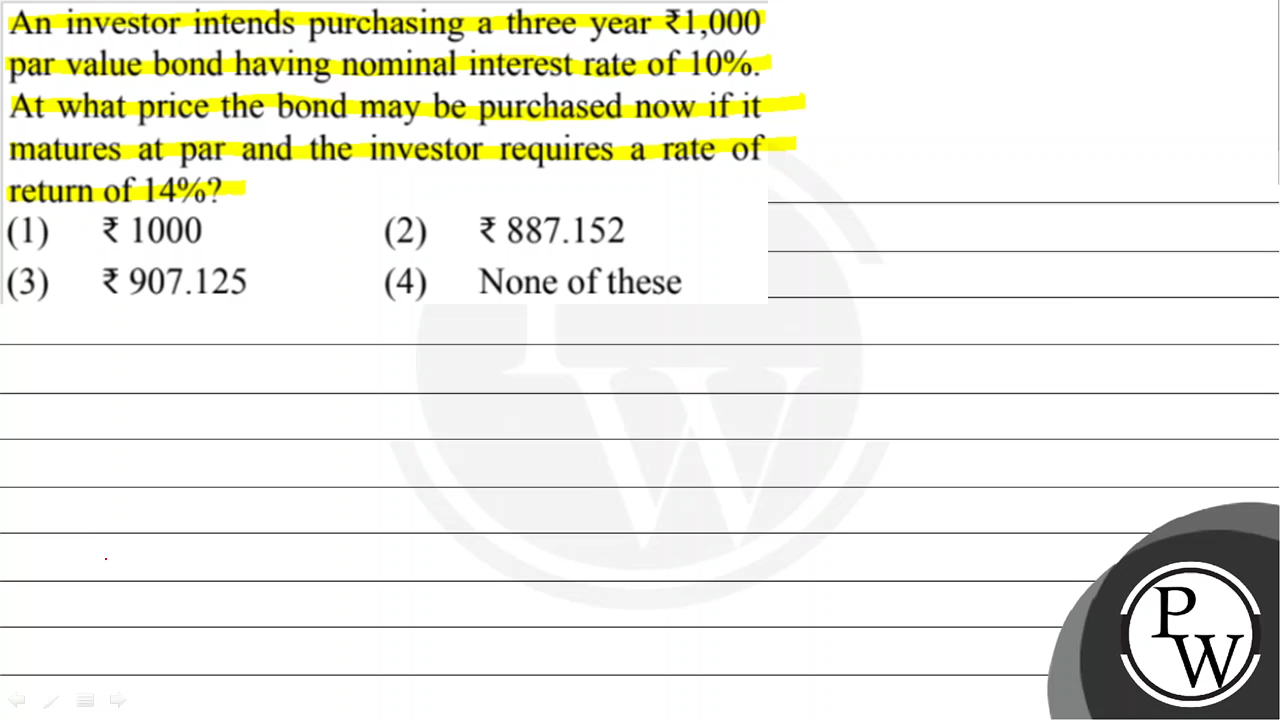 An investor intends purchasing a three year ₹1,000
par value bond having nominal interest rate of 10%.
At what price the bond may be purchased now if it
matures at par and the investor requires a rate of
return of 14%?
(1) ₹ 1000 (2) ₹ 887.152
(3) ₹ 907.125 (4) None of these
W
P
W